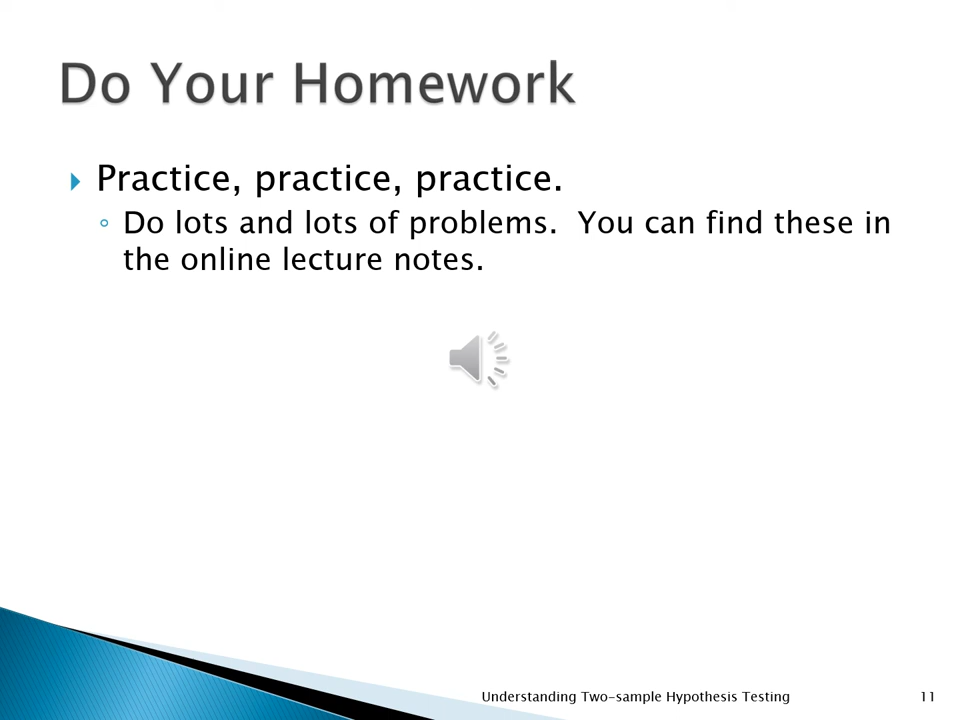 Do Your Homework
Practice, practice, practice.
Do lots and lots of problems.  You can find these in
the online lecture notes.
Understanding Two-sample Hypothesis Testing
11